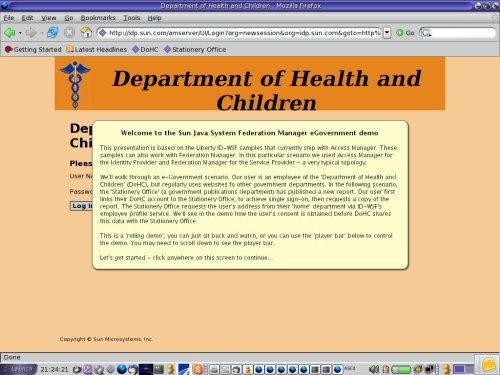 Department of Health and Children - Mozilla Firefox
File Edit View Go Bookmarks Tools Help
http://idp.sun.com/amserver/UI/Login?arg=newsession&org=idp.sun.com&goto=http% Go
Getting Started Latest Headlines DoHC Stationery Office
Department of Health and
Children
Dep
Chi
Please
User Na
Passwo
Log In
Welcome to the Sun Java System Federation Manager eGovernment demo
This presentation is based on the Liberty ID-WSF samples that currently ship with Access Manager. These
samples can also work with Federation Manager. In this particular scenario we used Access Manager for
the Identity Provider and Federation Manager for the Service Provider - a very typical topology.
We'll walk through an e-Government scenario. Our user is an employee of the 'Department of Health and
Children' (DoHC), but regularly uses websites fo other government departments. In the following scenario,
the 'Stationery Office' (a government publications department) has published a new report. Our user first
links their DoHC account to the Stationery Office, to achieve single sign-on, then requests a copy of the
report. The Stationery Office requests the user's address from their 'home' department via ID-WSF's
employee profile service. We'll see in the demo how the user's consent is obtained before DoHC shares
this data with the Stationery Office.
This is a 'rolling demo'; you can just sit back and watch, or you can use the 'player bar' below to control
the demo. You may need to scroll down to see the player bar.
Let's get started - click anywhere on this screen to continue...
Copyright © Sun Microsystems, Inc.
Done
Launch 21:24:21 ASCII